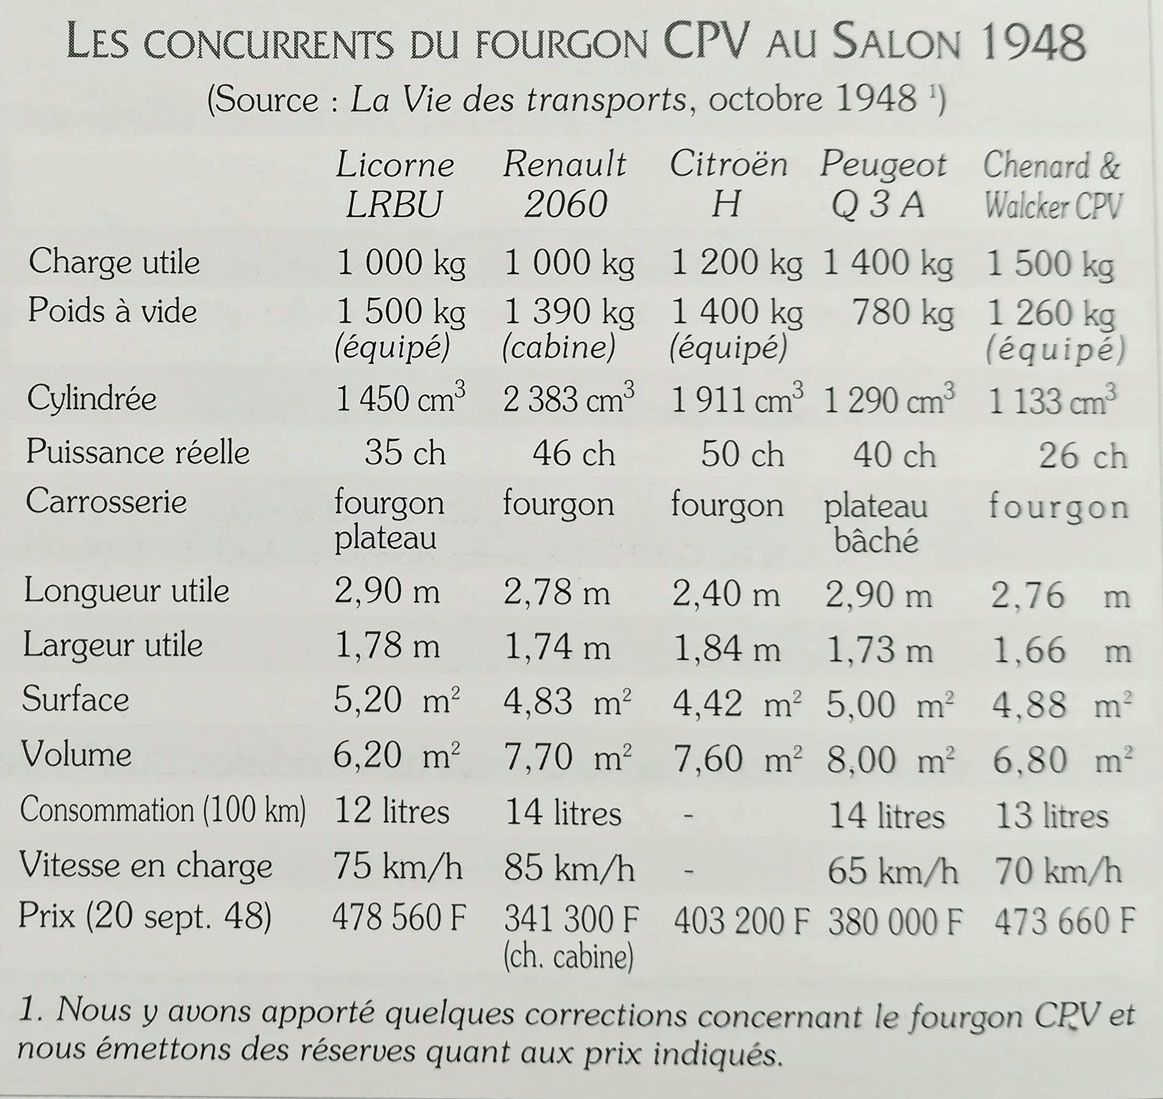 LES CONCURRENTS DU FOURGON CPV AU SALON 1948
(Source : La Vie des transports, octobre 1948 ¹)
Licorne Renault Citroën Peugeot Chenard &
LRBU 2060 H Q 3 A Walcker CPV
Charge utile 1 000 kg 1 000 kg 1 200 kg 1 400 kg 1 500 kg
Poids à vide 1 500 kg 1 390 kg 1 400 kg 780 kg 1 260 kg
(équipé) (cabine) (équipé) (équipé)
Cylindrée 1 450 cm³ 2 383 cm³ 1 911 cm³ 1 290 cm³ 1 133 cm³
Puissance réelle 35 ch 46 ch 50 ch 40 ch 26 ch
Carrosserie fourgon fourgon fourgon plateau fourgon
plateau bâché
Longueur utile 2,90 m 2,78 m 2,40 m 2,90 m 2,76 m
Largeur utile 1,78 m 1,74 m 1,84 m 1,73 m 1,66 m
Surface 5,20 m² 4,83 m² 4,42 m² 5,00 m² 4,88 m²
Volume 6,20 m² 7,70 m² 7,60 m² 8,00 m² 6,80 m²
Consommation (100 km) 12 litres 14 litres - 14 litres 13 litres
Vitesse en charge 75 km/h 85 km/h - 65 km/h 70 km/h
Prix (20 sept. 48) 478 560 F 341 300 F 403 200 F 380 000 F 473 660 F
(ch. cabine)
1. Nous y avons apporté quelques corrections concernant le fourgon CPV et
nous émettons des réserves quant aux prix indiqués.